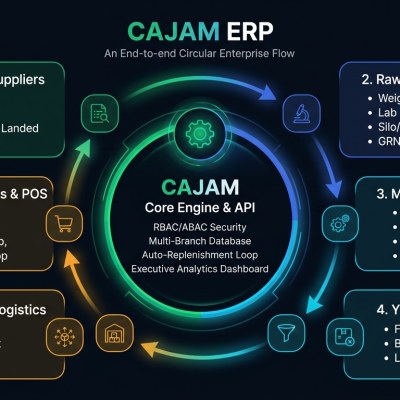 CAJAM ERP
An End-to-end Circular Enterprise Flow
uppliers
Landed
2. Raw
Weig
Lab
Silo/
GRN
CAJAM
Core Engine & API
RBAC/ABAC Security
Multi-Branch Database
Auto-Replenishment Loop
Executive Analytics Dashboard
s & POS
p,
op
3. M
ogistics
4. Y
F
B
L